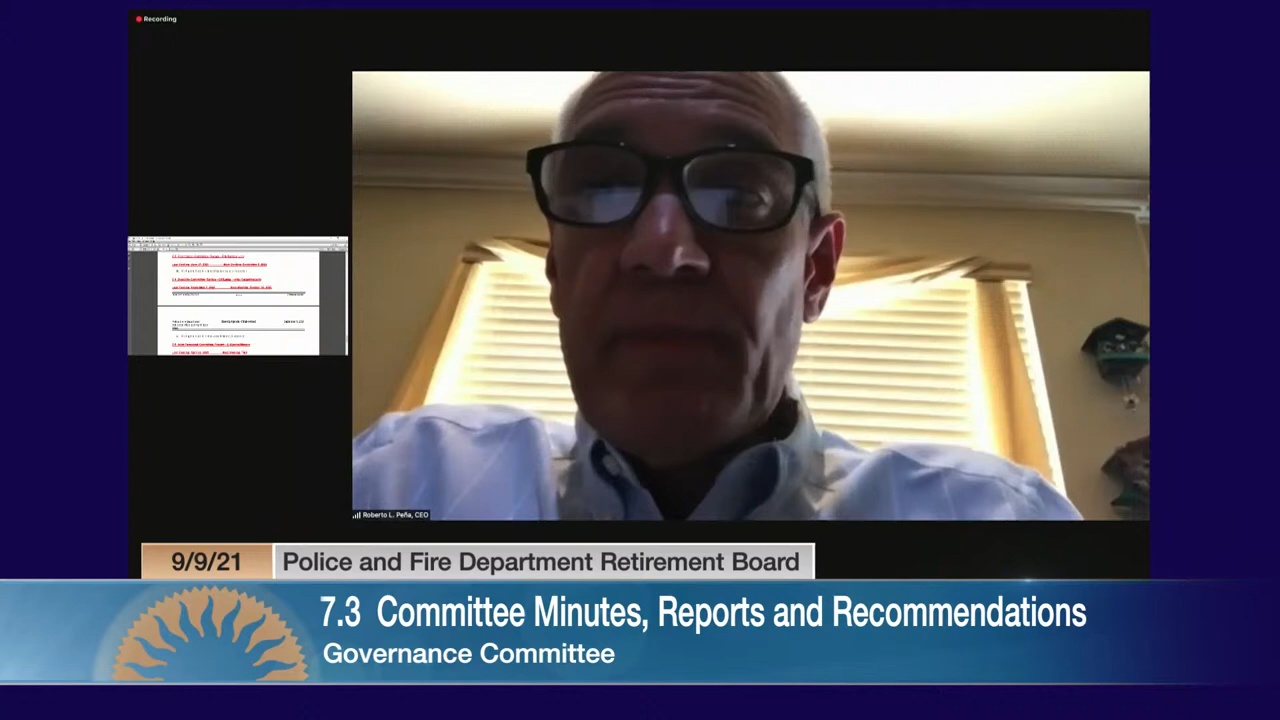 Recording
Roberto L. Peña, CEO
9/9/21
Police and Fire Department Retirement Board
7.3 Committee Minutes, Reports and Recommendations
Governance Committee